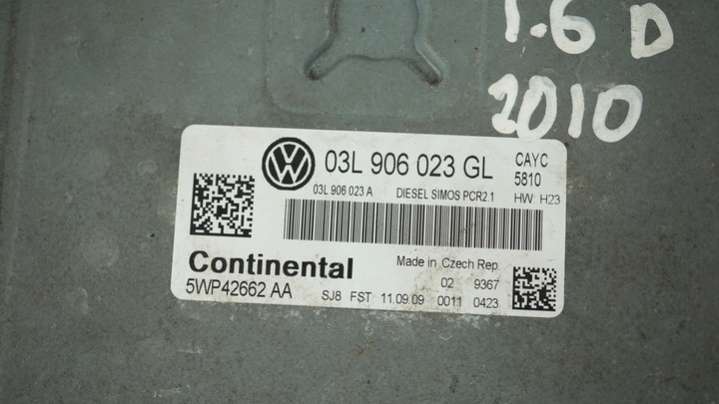 1.6 D
2010
03L 906 023 GL CAYC
5810
03L 906 023 A DIESEL SIMOS PCR2.1 HW H23
Continental Made in Czech Rep.
02 9367
5WP42662 AA SJ8 FST 11.09.09 0011 0423